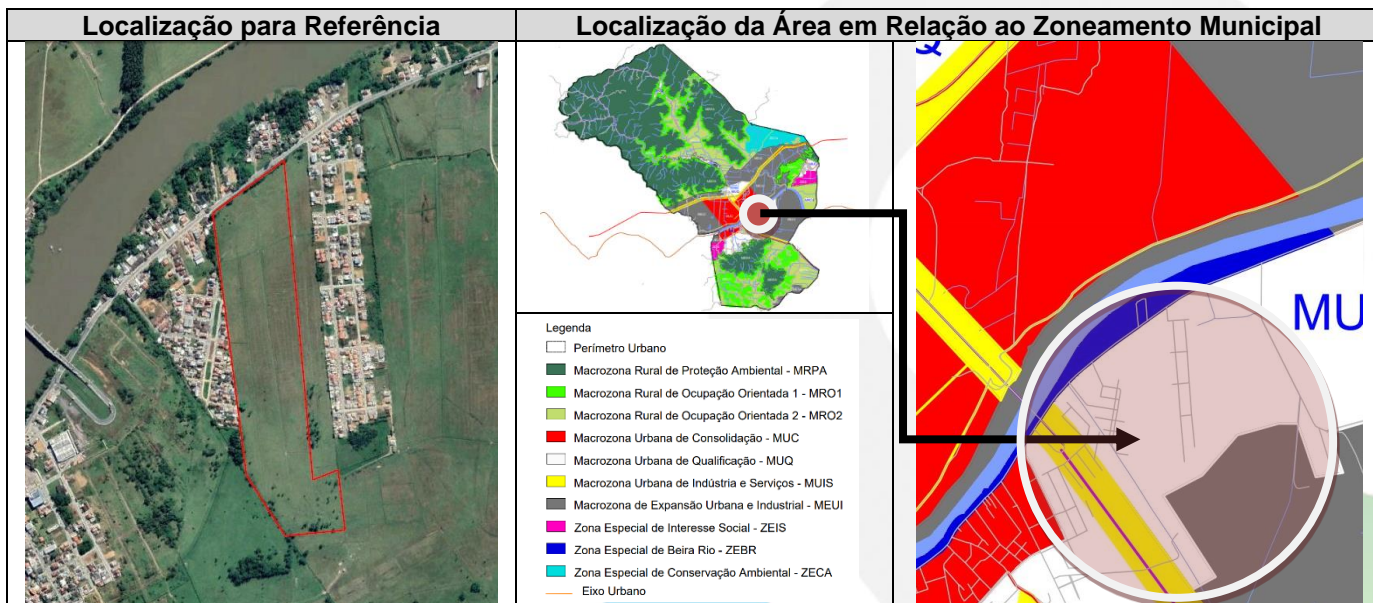 Localização para Referência
Localização da Área em Relação ao Zoneamento Municipal
MUQ
Legenda
Perímetro Urbano
Macrozona Rural de Proteção Ambiental - MRPA
Macrozona Rural de Ocupação Orientada 1 - MRO1
Macrozona Rural de Ocupação Orientada 2 - MRO2
Macrozona Urbana de Consolidação - MUC
Macrozona Urbana de Qualificação - MUQ
Macrozona Urbana de Indústria e Serviços - MUIS
Macrozona de Expansão Urbana e Industrial - MEUI
Zona Especial de Interesse Social - ZEIS
Zona Especial de Beira Rio - ZEBR
Zona Especial de Conservação Ambiental - ZECA
Eixo Urbano
Q
MU